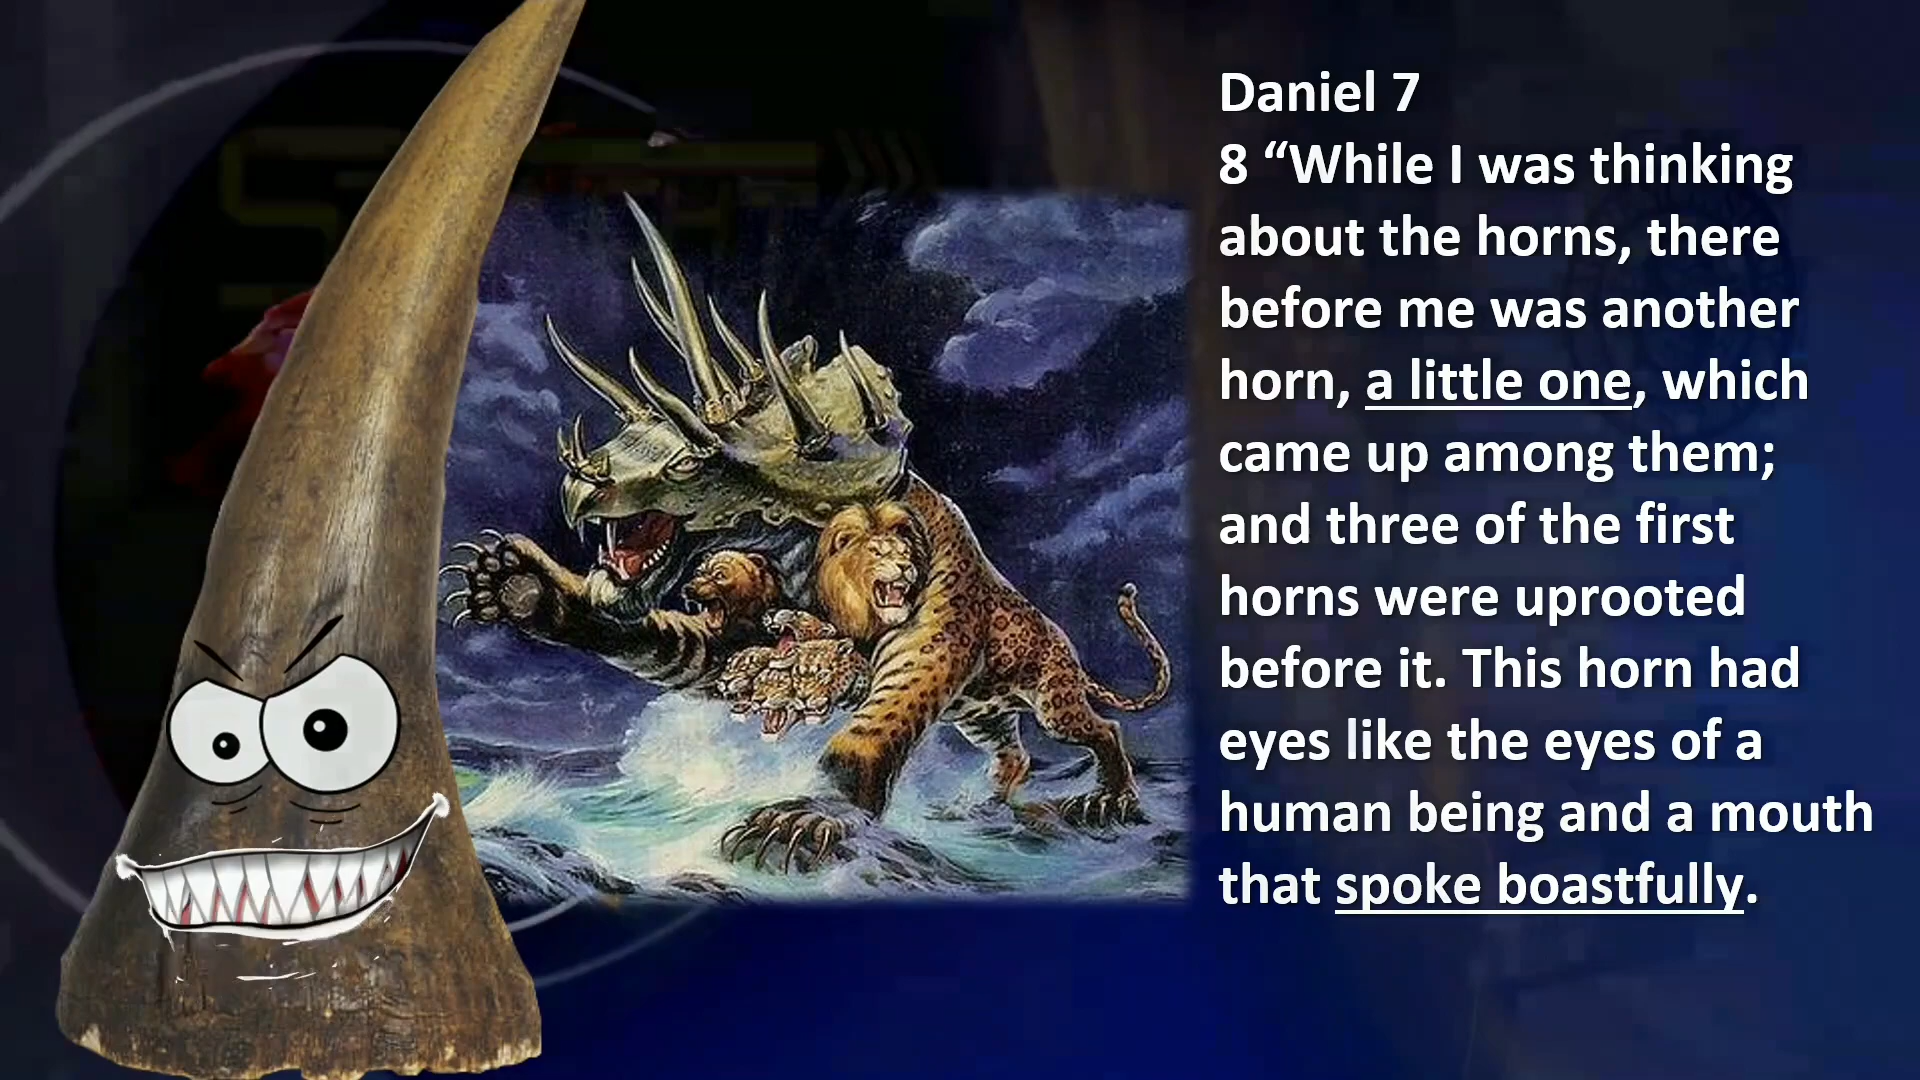 Daniel 7
8 “While I was thinking
about the horns, there
before me was another
horn, a little one, which
came up among them;
and three of the first
horns were uprooted
before it. This horn had
eyes like the eyes of a
human being and a mouth
that spoke boastfully.